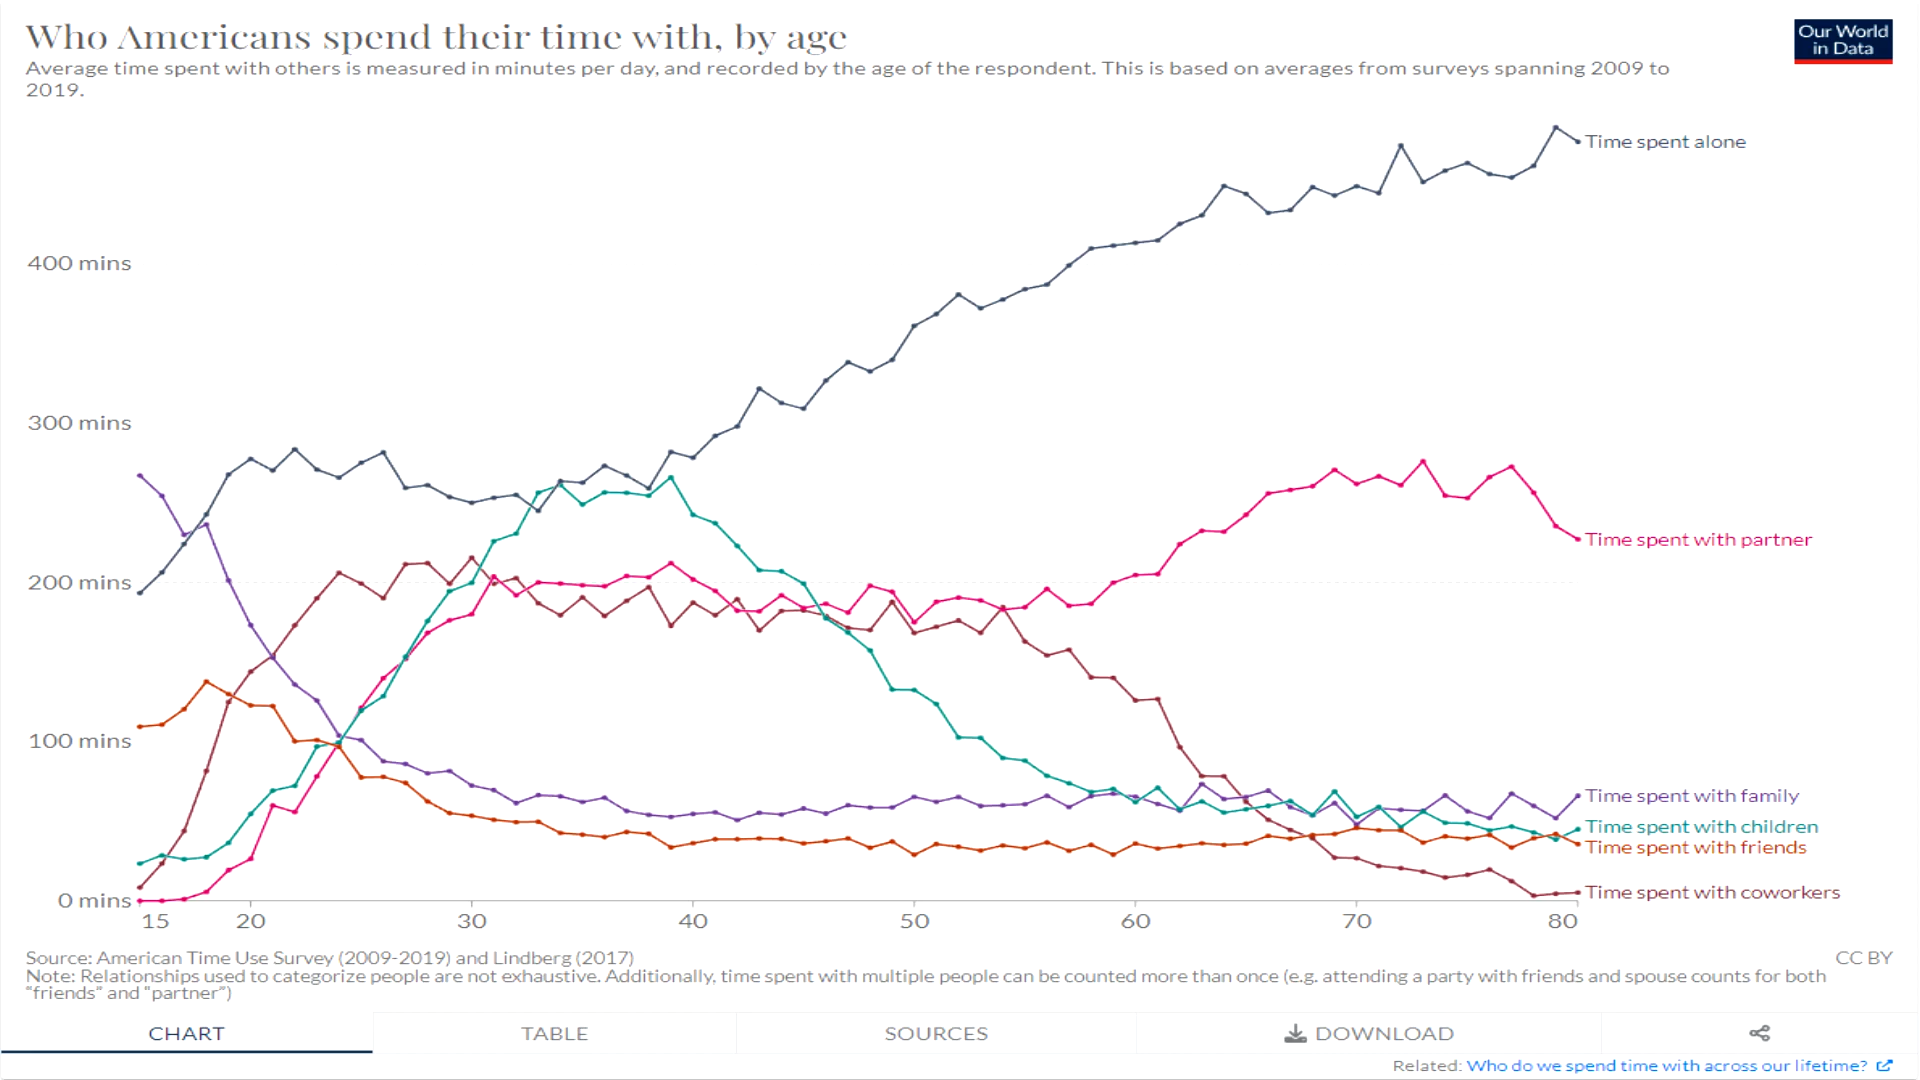 Who Americans spend their time with, by age
Our World
in Data
Average time spent with others is measured in minutes per day, and recorded by the age of the respondent. This is based on averages from surveys spanning 2009 to
2019.
Time spent alone
400 mins
300 mins
200 mins
Time spent with partner
100 mins
Time spent with family
Time spent with children
Time spent with friends
Time spent with coworkers
0 mins
15 20 30 40 50 60 70 80
Source: American Time Use Survey (2009-2019) and Lindberg (2017)
CC BY
Note: Relationships used to categorize people are not exhaustive. Additionally, time spent with multiple people can be counted more than once (e.g. attending a party with friends and spouse counts for both
"friends" and "partner")
CHART TABLE SOURCES DOWNLOAD
Related: Who do we spend time with across our lifetime?